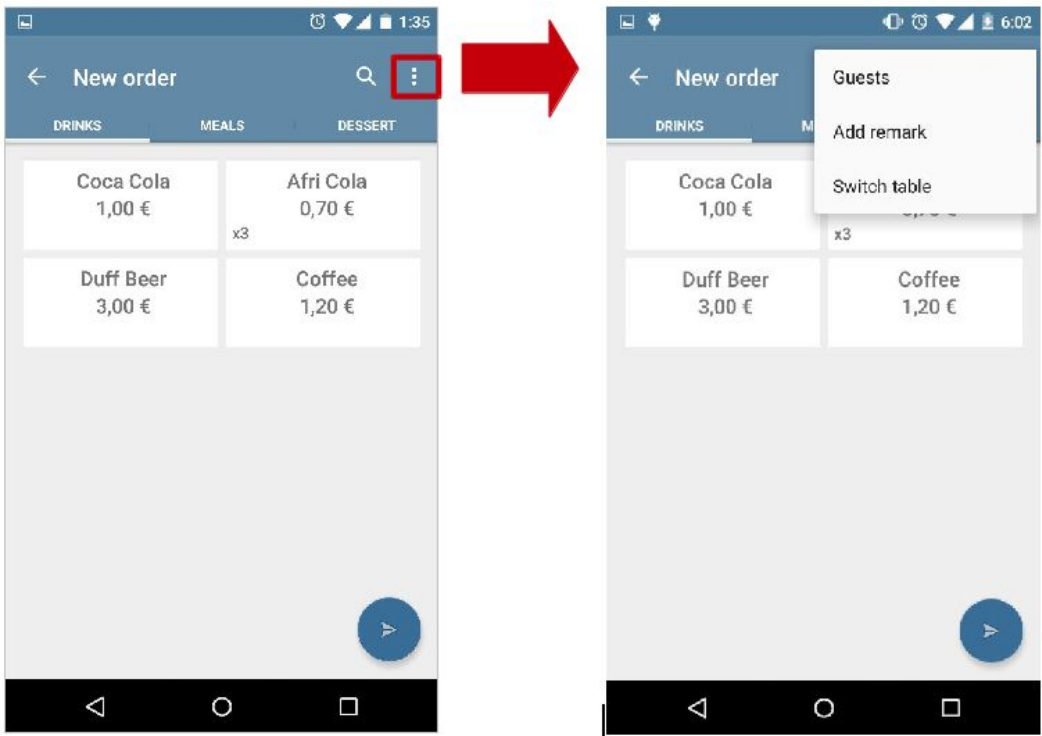 1:35
New order
DRINKS MEALS DESSERT
Coca Cola
1,00 €
Afri Cola
0,70 €
x3
Duff Beer
3,00 €
Coffee
1,20 €
6:02
New order
Guests
Add remark
Switch table
DRINKS M
Coca Cola
1,00 €
x3
Duff Beer
3,00 €
Coffee
1,20 €